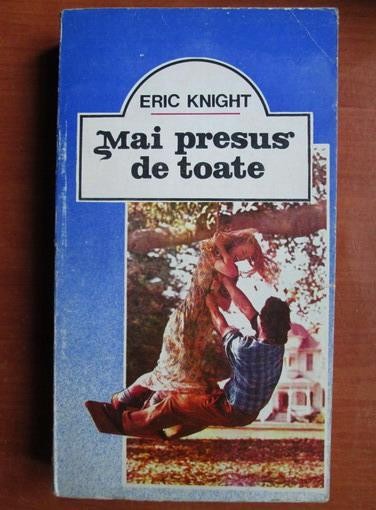 ERIC KNIGHT
Mai presus
de toate